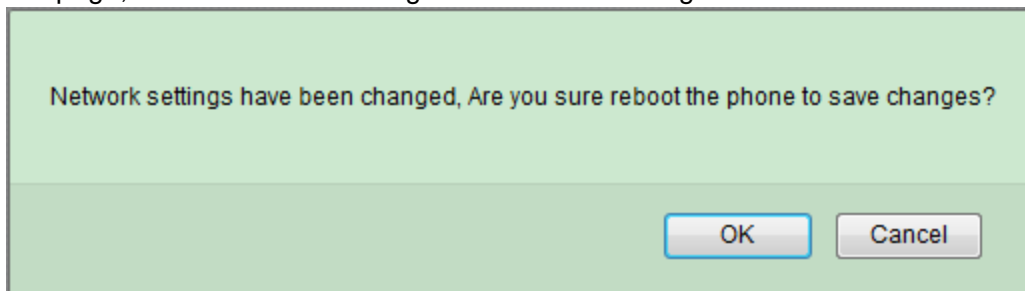 Network settings have been changed, Are you sure reboot the phone to save changes?
OK
Cancel